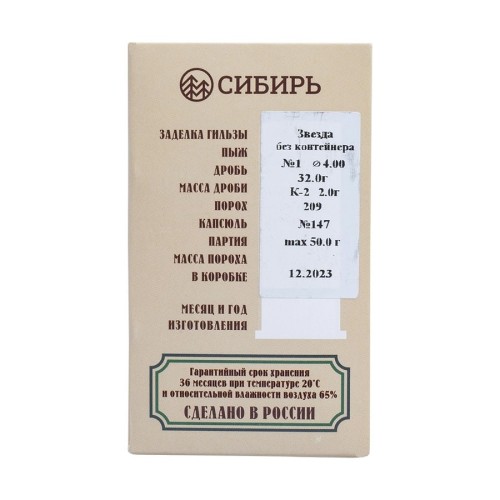 СИБИРЬ
ЗАДЕЛКА ГИЛЬЗЫ Звезда
ПЫЖ без контейнера
ДРОБЬ №1 ⌀4.00
МАССА ДРОБИ 32.0г
ПОРОХ К-2 2.0г
КАПСЮЛЬ 209
ПАРТИЯ №147
МАССА ПОРОХА max 50.0 г
В КОРОБКЕ
12.2023
МЕСЯЦ И ГОД
ИЗГОТОВЛЕНИЯ
Гарантийный срок хранения
36 месяцев при температуре 20°С
и относительной влажности воздуха 65%
СДЕЛАНО В РОССИИ